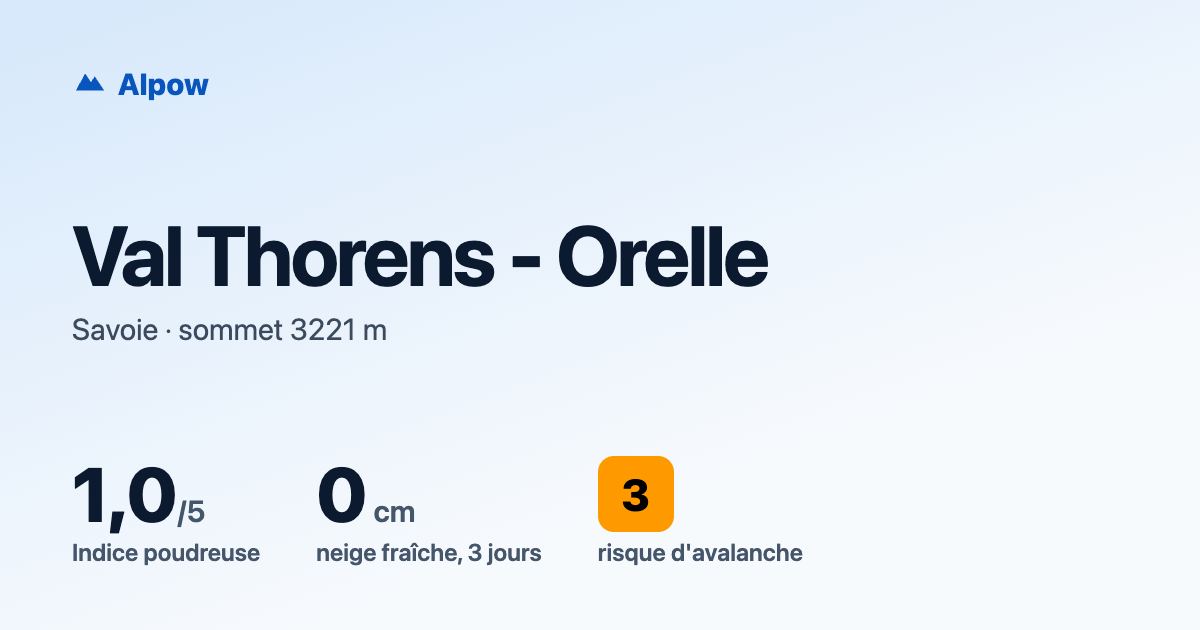 Alpow
Val Thorens - Orelle
Savoie · sommet 3221 m
1,0/5
Indice poudreuse
0 cm
neige fraîche, 3 jours
3
risque d'avalanche